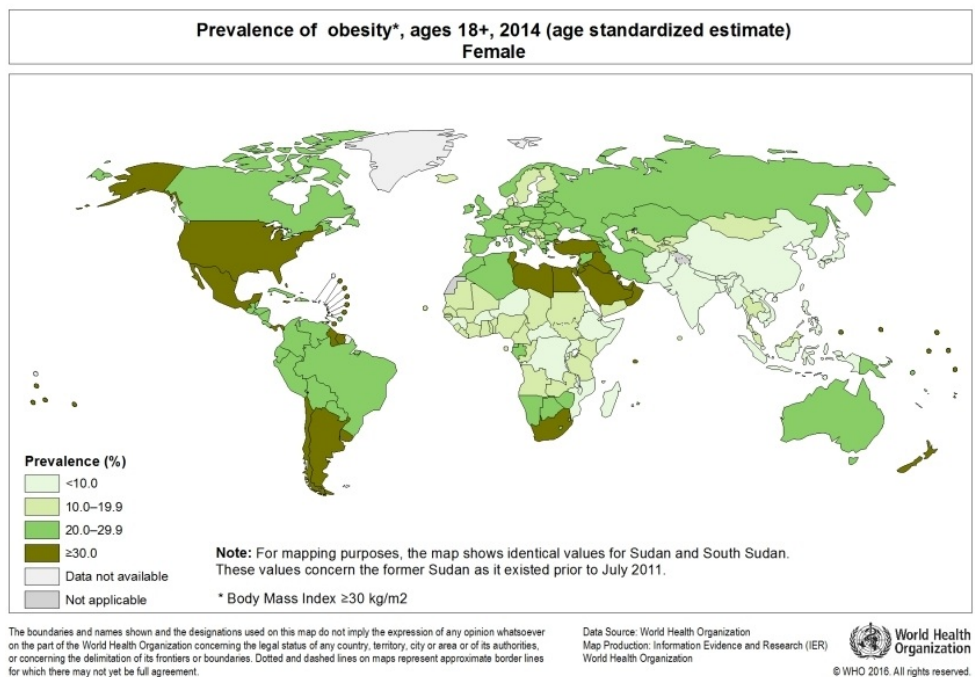 Prevalence of obesity*, ages 18+, 2014 (age standardized estimate)
Female
Prevalence (%)
<10.0
10.0–19.9
20.0–29.9
≥30.0
Data not available
Not applicable
Note: For mapping purposes, the map shows identical values for Sudan and South Sudan.
These values concern the former Sudan as it existed prior to July 2011.
* Body Mass Index ≥30 kg/m2
The boundaries and names shown and the designations used on this map do not imply the expression of any opinion whatsoever
on the part of the World Health Organization concerning the legal status of any country, territory, city or area or of its authorities,
or concerning the delimitation of its frontiers or boundaries. Dotted and dashed lines on maps represent approximate border lines
for which there may not yet be full agreement.
Data Source: World Health Organization
Map Production: Information Evidence and Research (IER)
World Health Organization
World Health
Organization
© WHO 2016. All rights reserved.